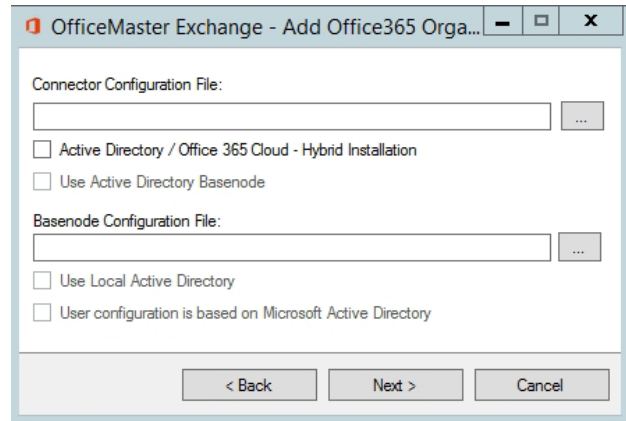 OfficeMaster Exchange - Add Office365 Orga...
Connector Configuration File:
...
Active Directory / Office 365 Cloud - Hybrid Installation
Use Active Directory Basenode
Basenode Configuration File:
...
Use Local Active Directory
User configuration is based on Microsoft Active Directory
< Back Next > Cancel